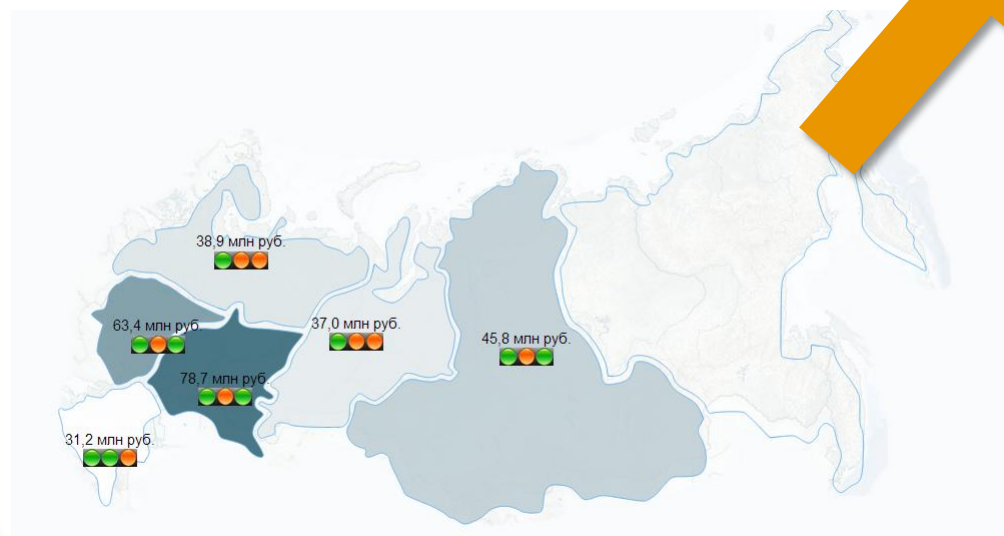 38,9 млн руб.
63,4 млн руб.
37,0 млн руб.
45,8 млн руб.
78,7 млн руб.
31,2 млн руб.